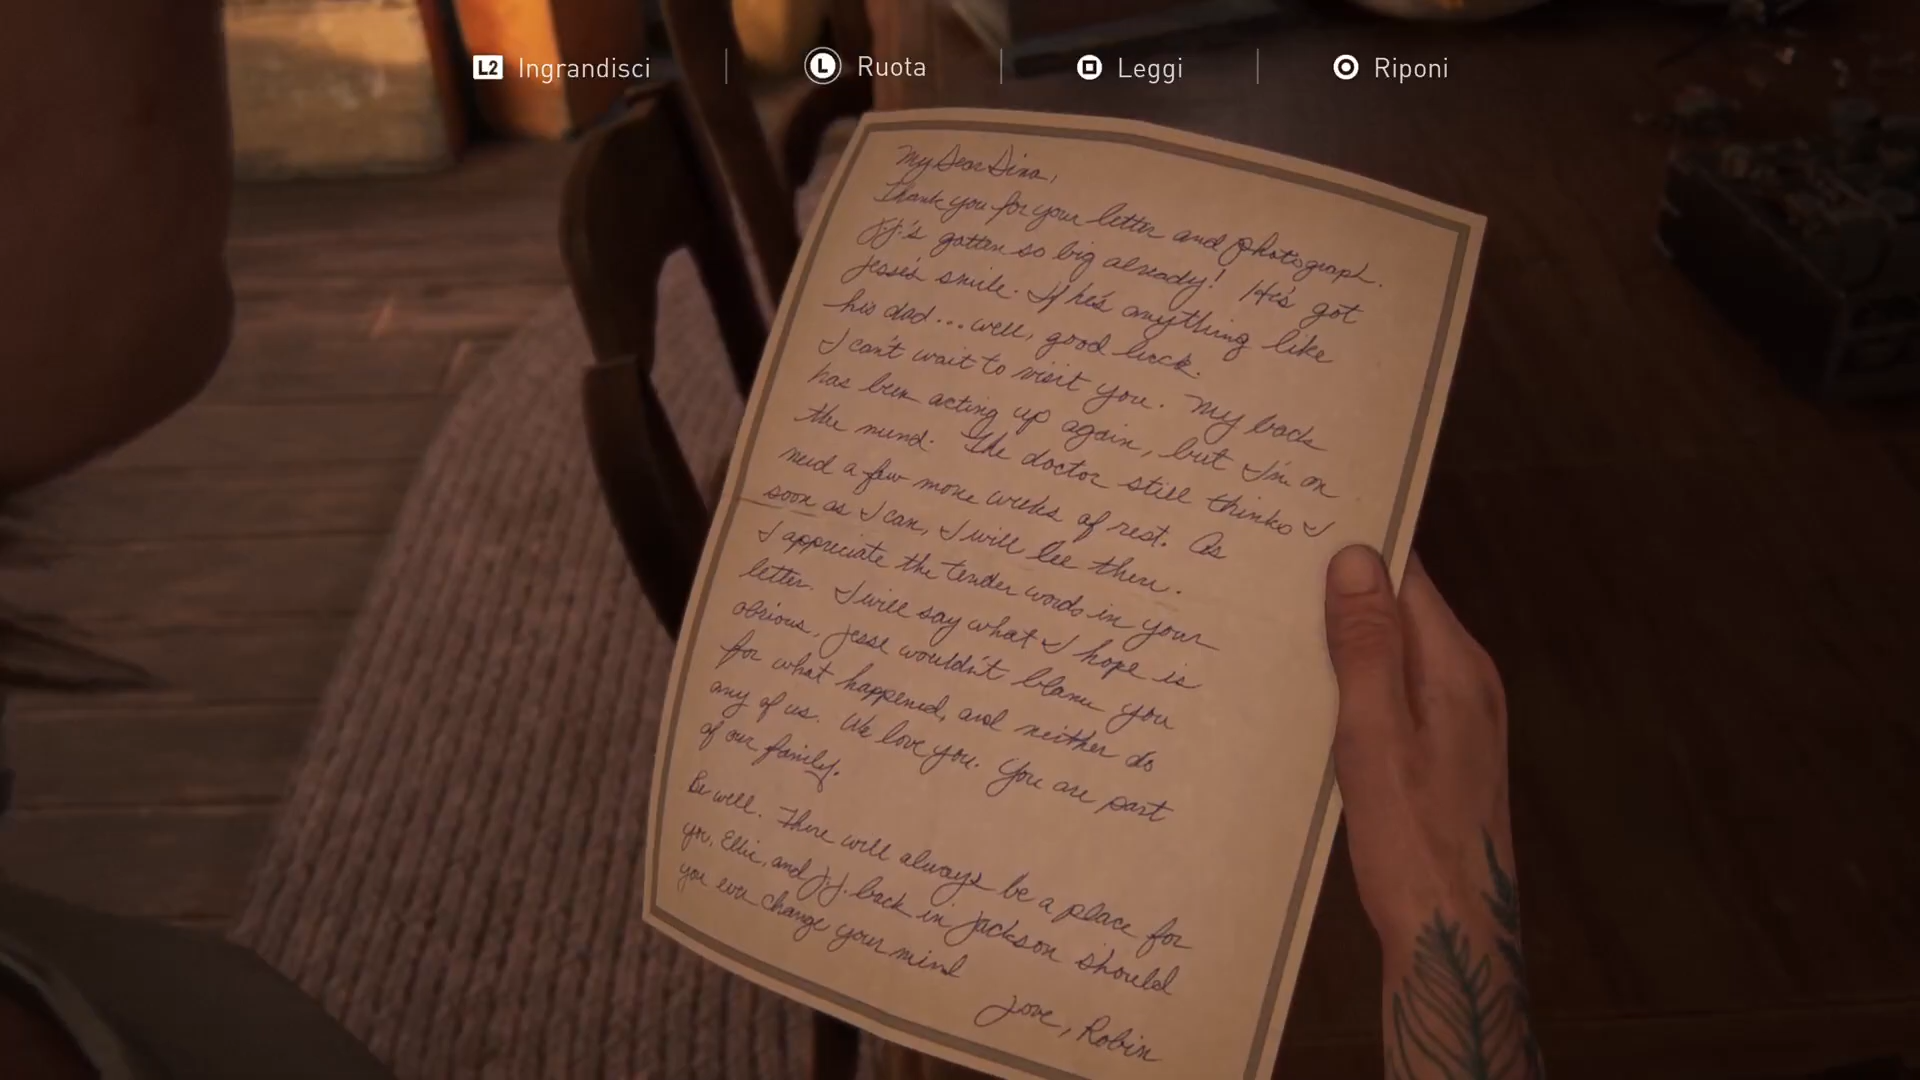 L2 Ingrandisci
L Ruota
Leggi
Riponi
My Dear Dina,
Thank you for your letter and photograph.
J.J.'s gotten so big already! He's got
Jesse's smile. If he's anything like
his dad...well, good luck.
I can't wait to visit you. My back
has been acting up again, but I'm on
the mend. The doctor still thinks I
need a few more weeks of rest. As
soon as I can, I will be there.
I appreciate the tender words in your
letter. I will say what I hope is
obvious, Jesse wouldn't blame you
for what happened, and neither do
any of us. We love you. You are part
of our family.
Be well. There will always be a place for
you, Ellie, and J.J. back in Jackson should
you ever change your mind
Love, Robin